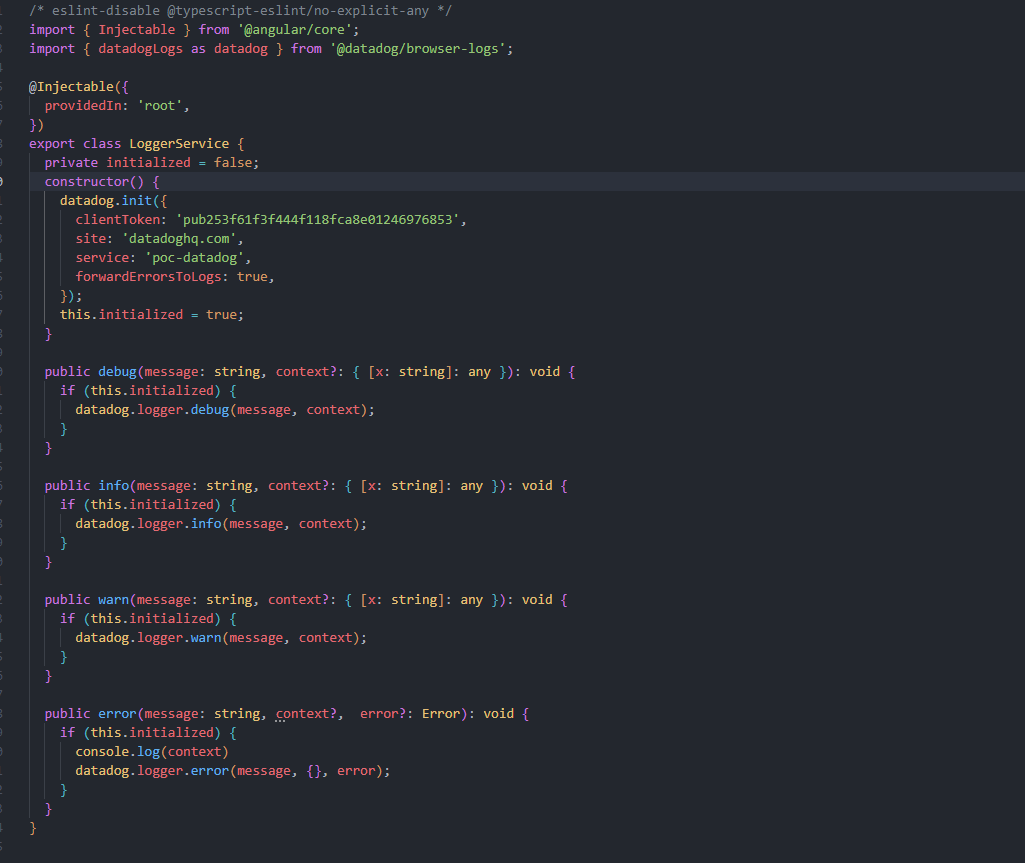 /* eslint-disable @typescript-eslint/no-explicit-any */
import { Injectable } from '@angular/core';
import { datadogLogs as datadog } from '@datadog/browser-logs';
@Injectable({
  providedIn: 'root',
})
export class LoggerService {
  private initialized = false;
  constructor() {
    datadog.init({
      clientToken: 'pub253f61f3f444f118fca8e01246976853',
      site: 'datadoghq.com',
      service: 'poc-datadog',
      forwardErrorsToLogs: true,
    });
    this.initialized = true;
  }
  public debug(message: string, context?: { [x: string]: any }): void {
    if (this.initialized) {
      datadog.logger.debug(message, context);
    }
  }
  public info(message: string, context?: { [x: string]: any }): void {
    if (this.initialized) {
      datadog.logger.info(message, context);
    }
  }
  public warn(message: string, context?: { [x: string]: any }): void {
    if (this.initialized) {
      datadog.logger.warn(message, context);
    }
  }
  public error(message: string, context?,  error?: Error): void {
    if (this.initialized) {
      console.log(context)
      datadog.logger.error(message, {}, error);
    }
  }
}